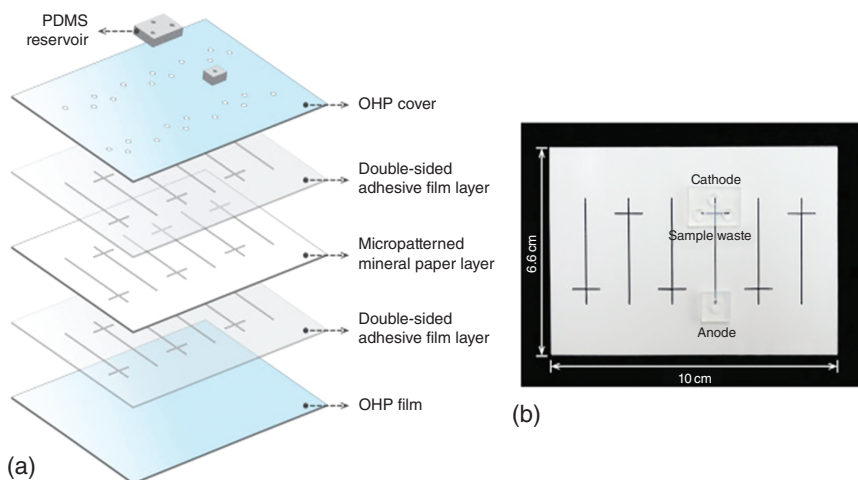 PDMS
reservoir
OHP cover
Double-sided
adhesive film layer
Micropatterned
mineral paper layer
Double-sided
adhesive film layer
OHP film
(a)
Cathode
Sample waste
Anode
6.6 cm
10 cm
(b)